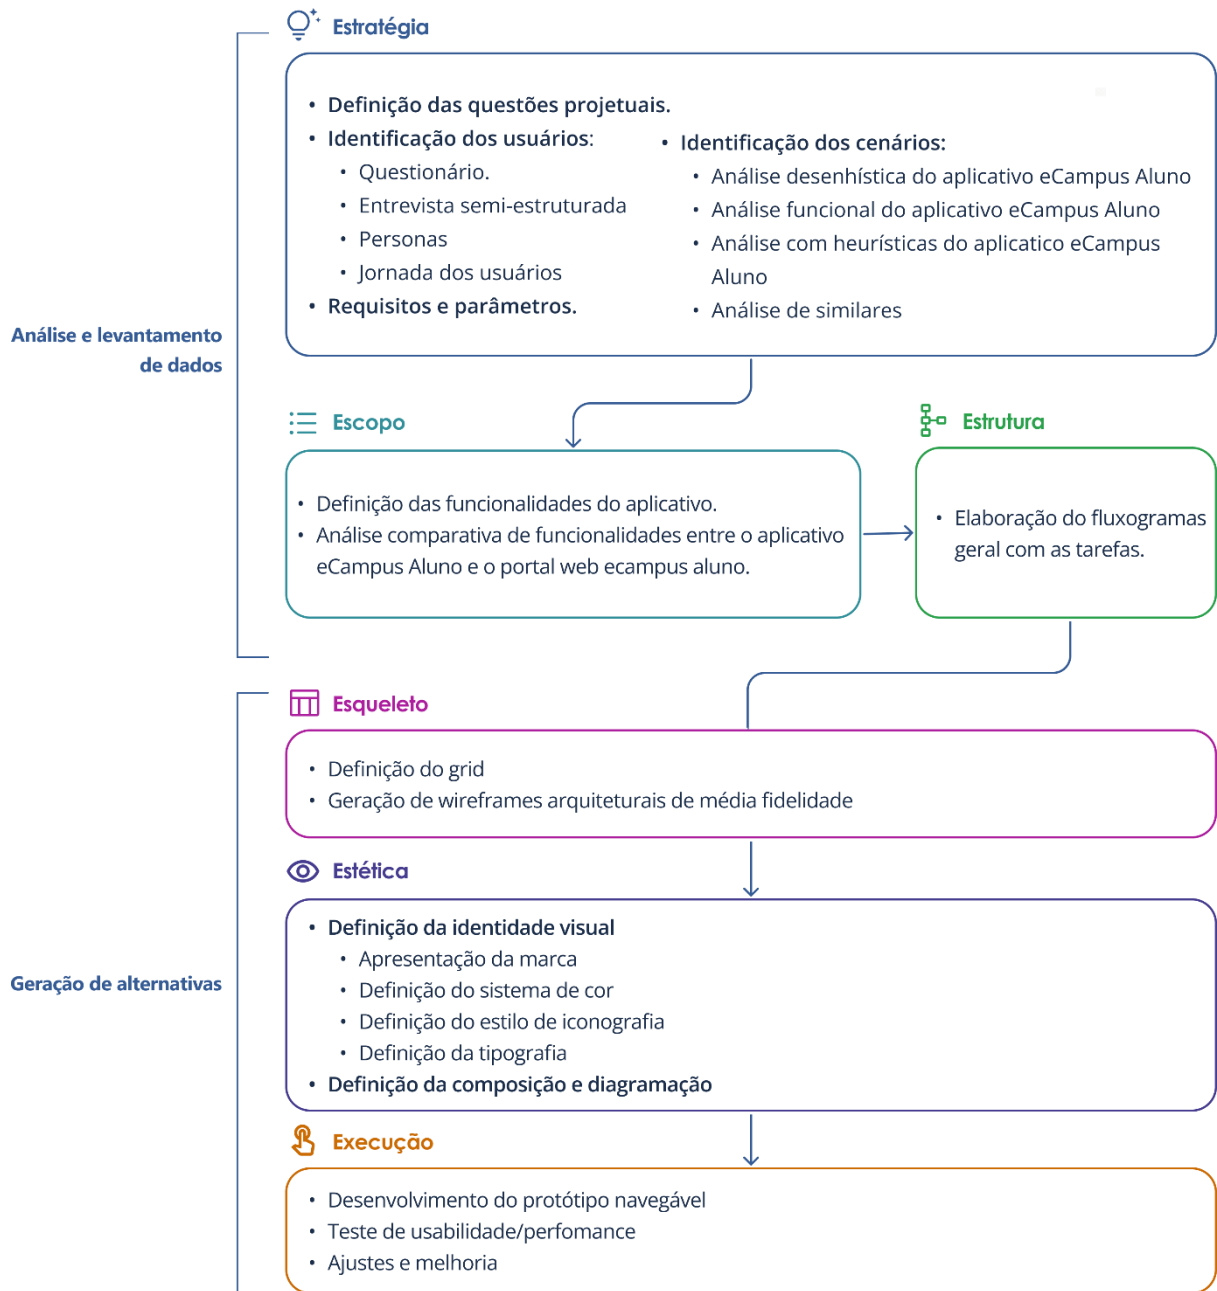 Estratégia
• Definição das questões projetuais.
• Identificação dos usuários:
• Questionário.
• Entrevista semi-estruturada
• Personas
• Jornada dos usuários
• Requisitos e parâmetros.
• Identificação dos cenários:
• Análise desenhística do aplicativo eCampus Aluno
• Análise funcional do aplicativo eCampus Aluno
• Análise com heurísticas do aplicatico eCampus
Aluno
• Análise de similares
Análise e levantamento
de dados
Escopo
• Definição das funcionalidades do aplicativo.
• Análise comparativa de funcionalidades entre o aplicativo
eCampus Aluno e o portal web ecampus aluno.
Estrutura
• Elaboração do fluxogramas
geral com as tarefas.
Esqueleto
• Definição do grid
• Geração de wireframes arquiteturais de média fidelidade
Estética
• Definição da identidade visual
• Apresentação da marca
• Definição do sistema de cor
• Definição do estilo de iconografia
• Definição da tipografia
• Definição da composição e diagramação
Geração de alternativas
Execução
• Desenvolvimento do protótipo navegável
• Teste de usabilidade/perfomance
• Ajustes e melhoria